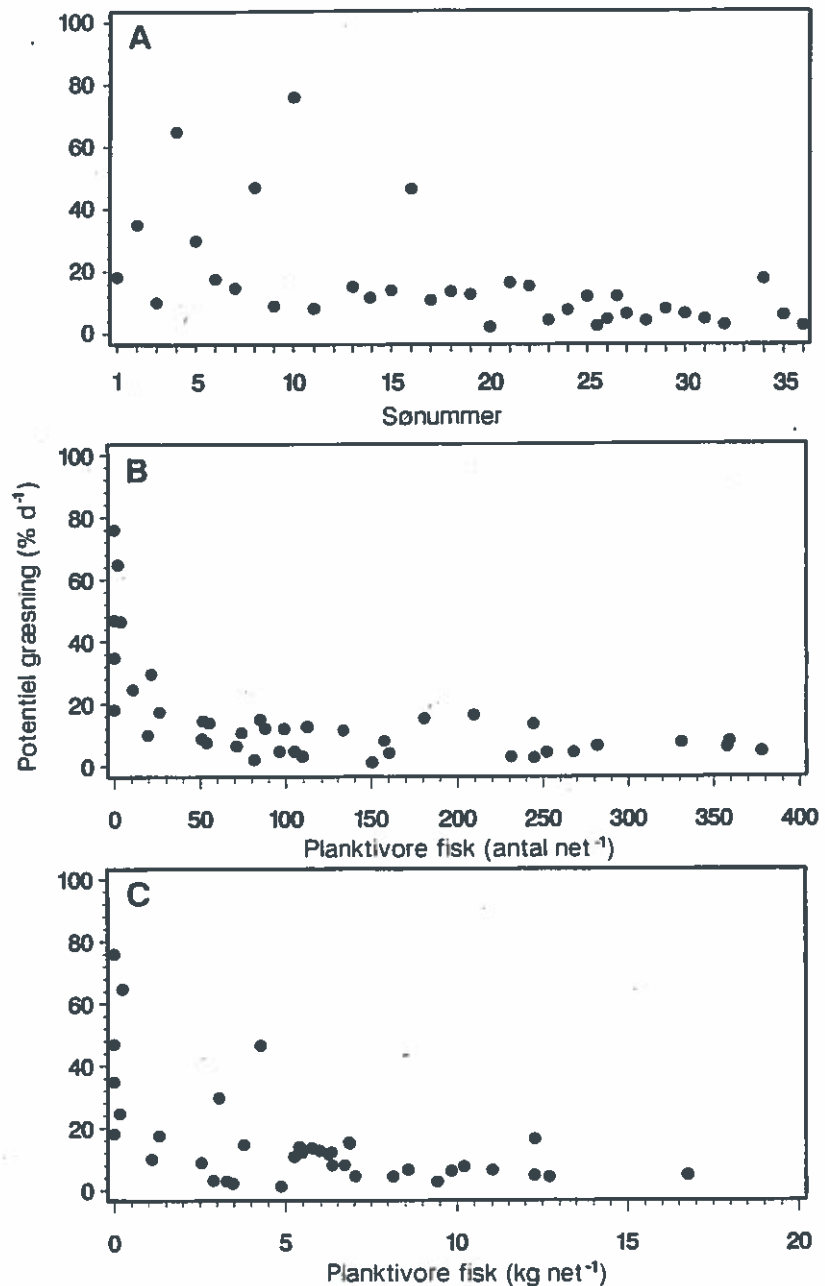 A
100
80
60
40
20
0
1 5 10 15 20 25 30 35
Sønummer
Potentiel græsning (% d⁻¹)
B
100
80
60
40
20
0
0 50 100 150 200 250 300 350 400
Planktivore fisk (antal net⁻¹)
C
100
80
60
40
20
0
0 5 10 15 20
Planktivore fisk (kg net⁻¹)